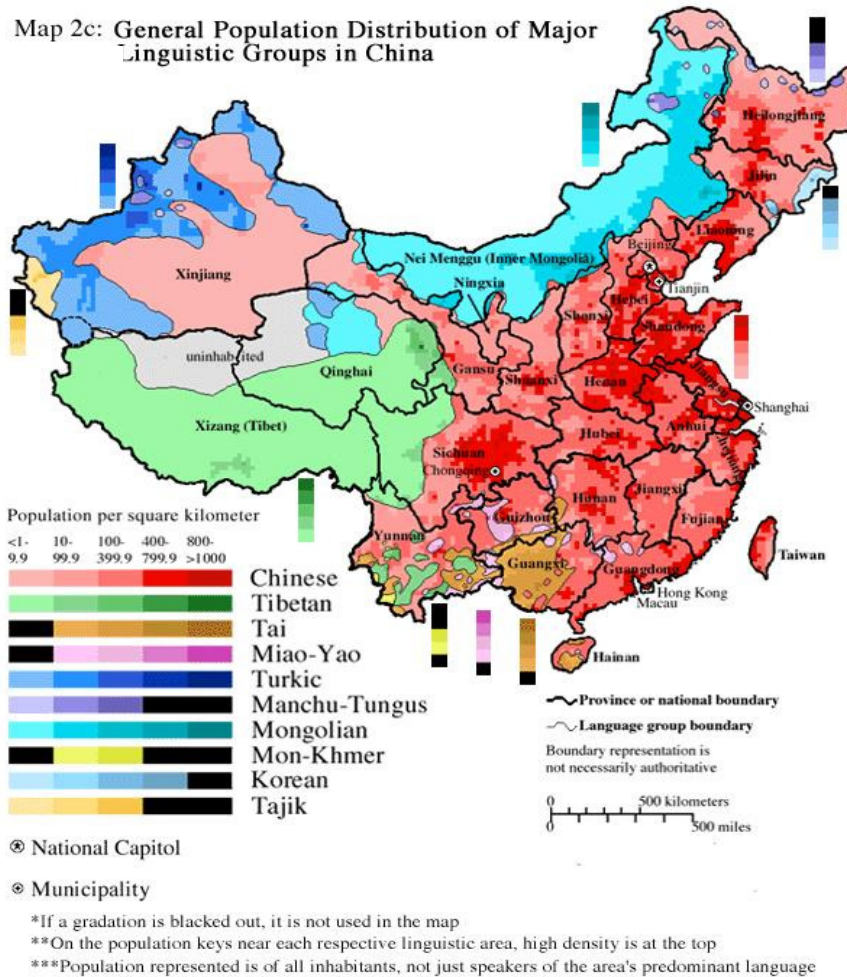 Map 2c: General Population Distribution of Major
Linguistic Groups in China
Heilongjiang
Jilin
Liaoning
Beijing
Nei Menggu (Inner Mongolia)
Tianjin
Xinjiang
Ningxia
Hebei
Shanxi
Shandong
uninhabited
Qinghai
Gansu
Shaanxi
Henan
Jiangsu
Shanghai
Xizang (Tibet)
Anhui
Hubei
Sichuan
Chongqing
Zhejiang
Hunan
Jiangxi
Guizhou
Fujian
Yunnan
Taiwan
Guangxi
Guangdong
Hong Kong
Macau
Hainan
Population per square kilometer
<1- 10- 100- 400- 800-
9.9 99.9 399.9 799.9 >1000
Chinese
Tibetan
Tai
Miao-Yao
Turkic
Manchu-Tungus
Mongolian
Mon-Khmer
Korean
Tajik
Province or national boundary
Language group boundary
Boundary representation is
not necessarily authoritative
0 500 kilometers
0 500 miles
National Capitol
Municipality
*If a gradation is blacked out, it is not used in the map
**On the population keys near each respective linguistic area, high density is at the top
***Population represented is of all inhabitants, not just speakers of the area's predominant language